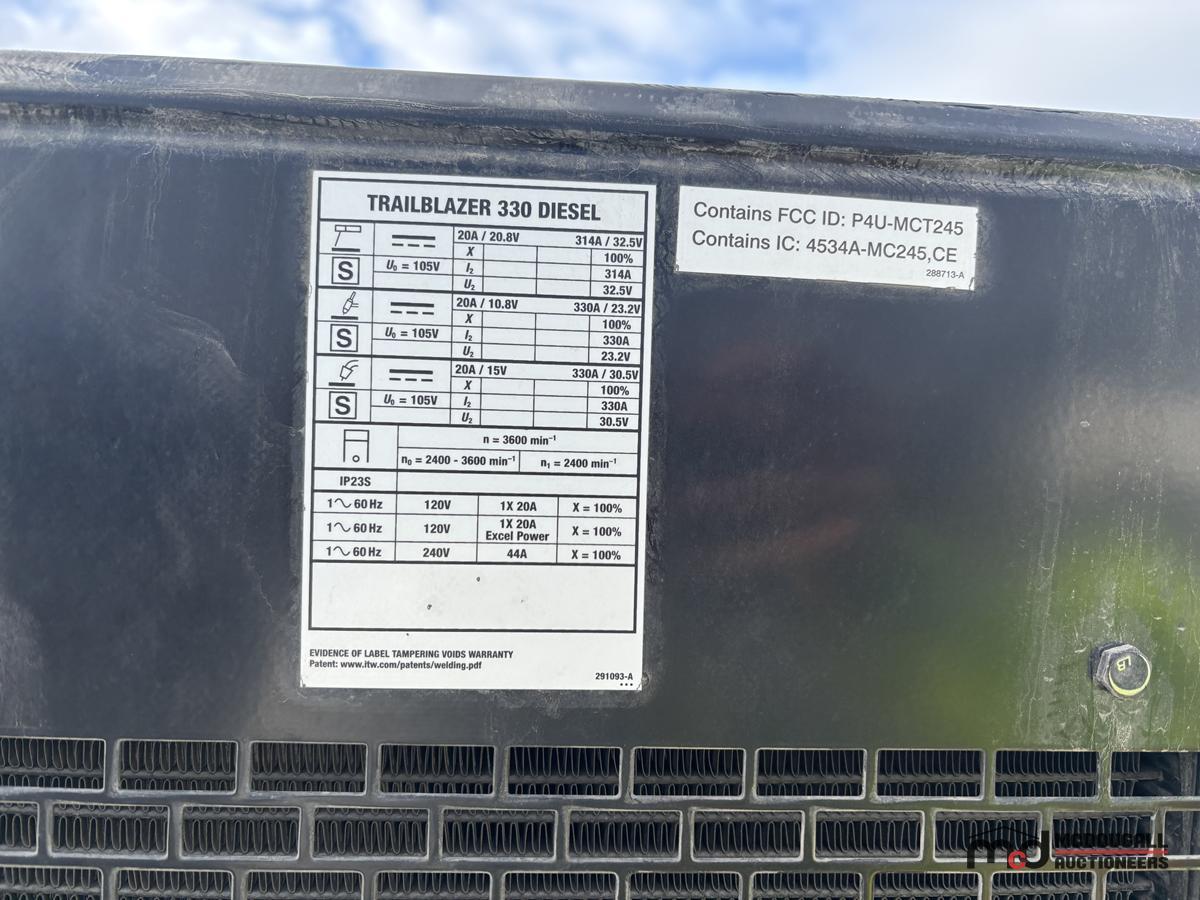 TRAILBLAZER 330 DIESEL
20A / 20.8V 314A / 32.5V
X 100%
U₀ = 105V I₂ 314A
S U₂ 32.5V
20A / 10.8V 330A / 23.2V
X 100%
U₀ = 105V I₂ 330A
S U₂ 23.2V
20A / 15V 330A / 30.5V
X 100%
U₀ = 105V I₂ 330A
S U₂ 30.5V
n = 3600 min⁻¹
n₀ = 2400 - 3600 min⁻¹ n₁ = 2400 min⁻¹
IP23S
1~60 Hz 120V 1X 20A X = 100%
1~60 Hz 120V 1X 20A Excel Power X = 100%
1~60 Hz 240V 44A X = 100%
EVIDENCE OF LABEL TAMPERING VOIDS WARRANTY
Patent: www.itw.com/patents/welding.pdf
291093-A
Contains FCC ID: P4U-MCT245
Contains IC: 4534A-MC245,CE
288713-A
LB
mcd MCDOUGALL
AUCTIONEERS